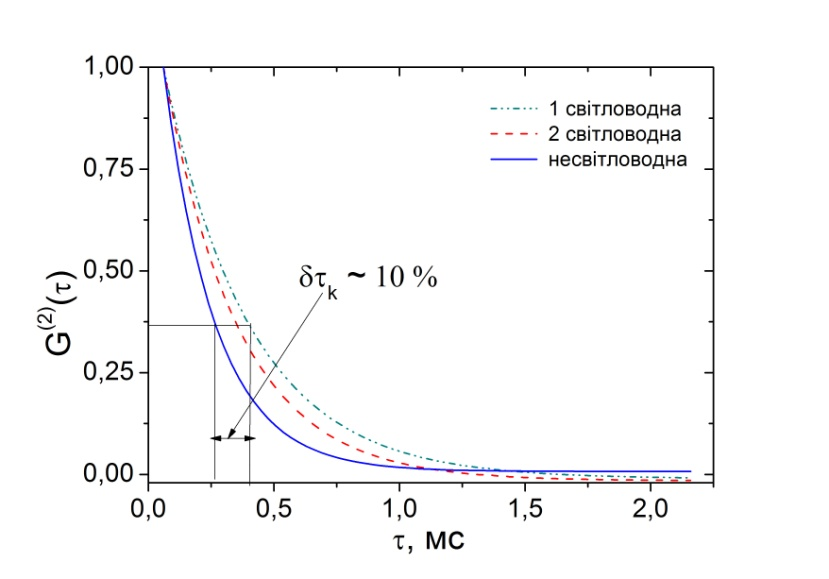 1,00
0,75
0,50
0,25
0,00
G(2)(τ)
1 світловодна
2 світловодна
несвітловодна
δτk ~ 10 %
0,0 0,5 1,0 1,5 2,0
τ, мс